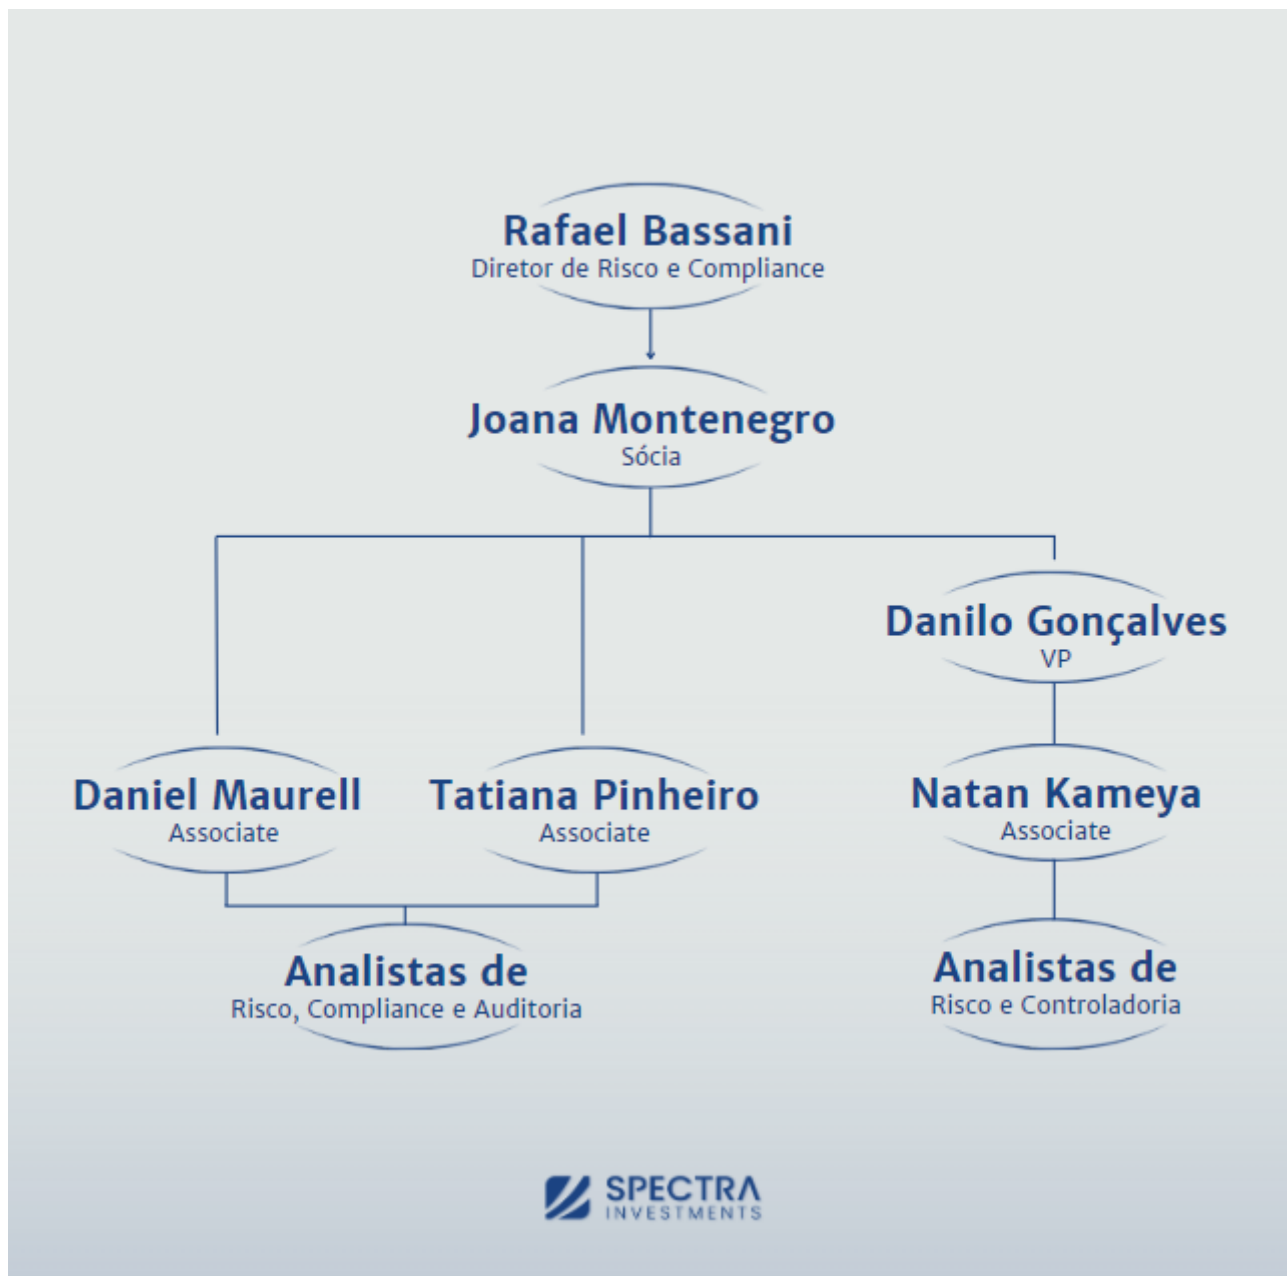 Rafael Bassani
Diretor de Risco e Compliance
Joana Montenegro
Sócia
Danilo Gonçalves
VP
Daniel Maurell
Associate
Tatiana Pinheiro
Associate
Natan Kameya
Associate
Analistas de
Risco, Compliance e Auditoria
Analistas de
Risco e Controladoria
SPECTRA
INVESTMENTS